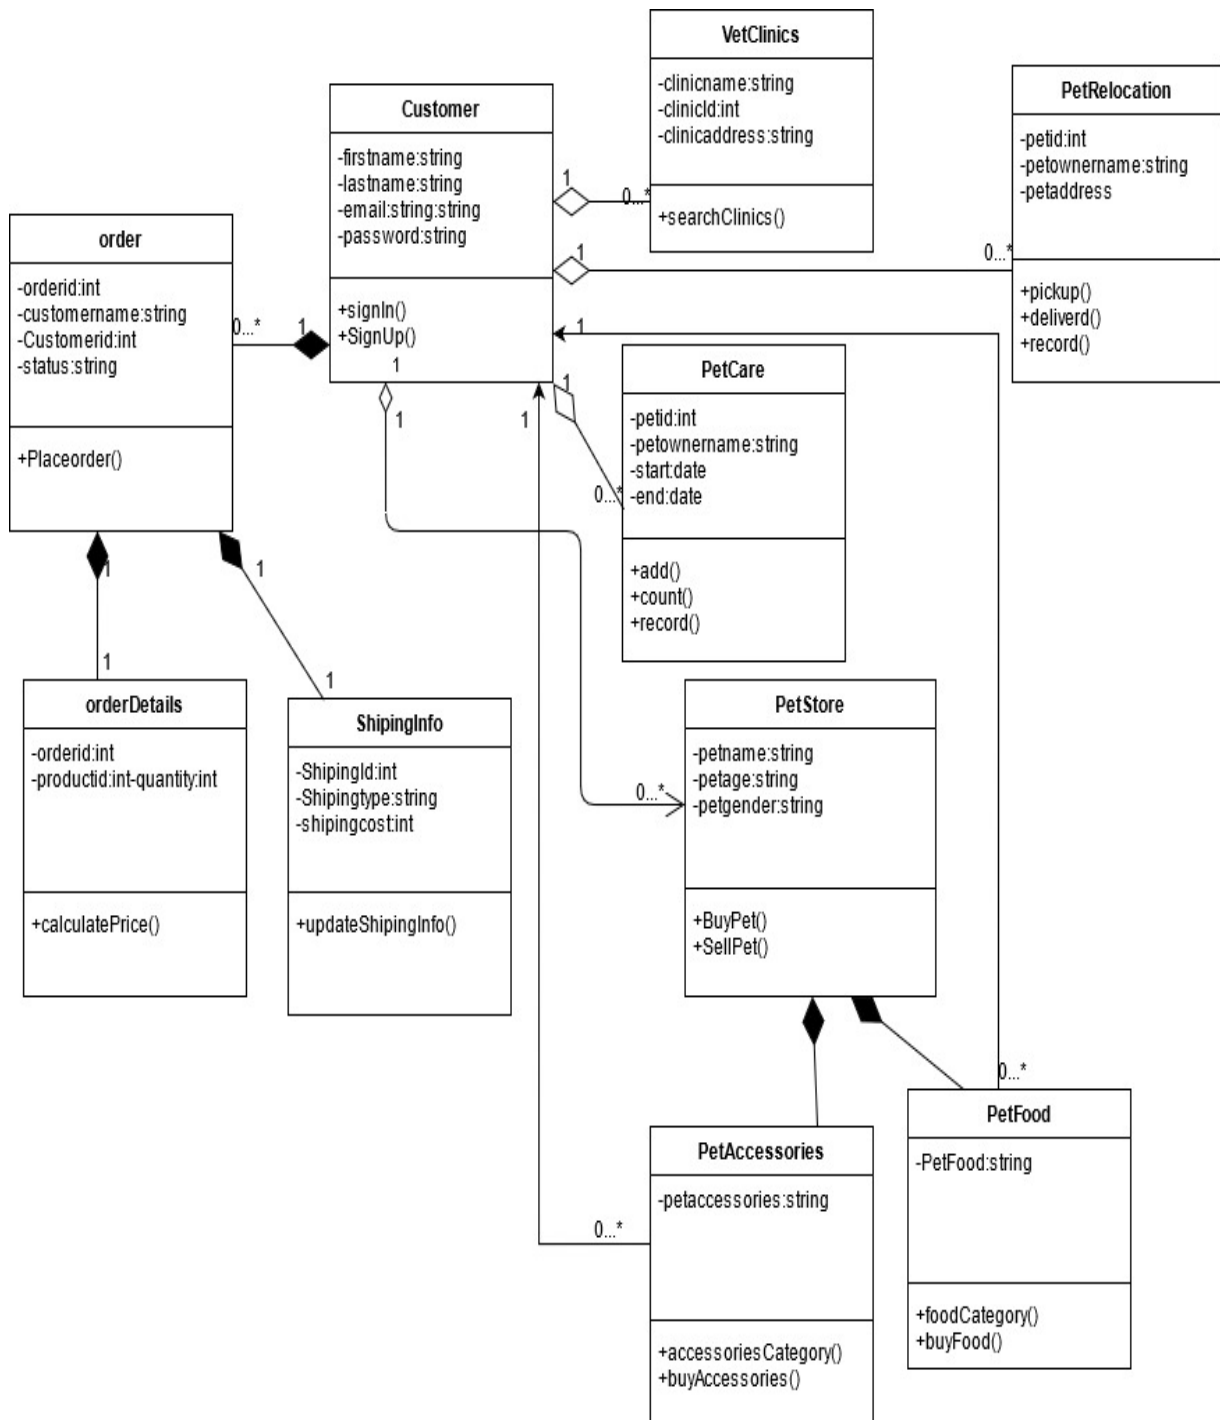 VetClinics
-clinicname:string
-clinicId:int
-clinicaddress:string
+searchClinics()
PetRelocation
-petid:int
-petownername:string
-petaddress
+pickup()
+deliverd()
+record()
Customer
-firstname:string
-lastname:string
-email:string:string
-password:string
+signIn()
+SignUp()
1
0...*
1
0...*
order
-orderid:int
-customername:string
-Customerid:int
-status:string
+Placeorder()
0...*
1
1
1
1
1
1
0...*
PetCare
-petid:int
-petownername:string
-start:date
-end:date
+add()
+count()
+record()
1
1
1
1
orderDetails
-orderid:int
-productid:int-quantity:int
+calculatePrice()
ShipingInfo
-ShipingId:int
-Shipingtype:string
-shipingcost:int
+updateShipingInfo()
0...*
PetStore
-petname:string
-petage:string
-petgender:string
+BuyPet()
+SellPet()
0...*
PetFood
-PetFood:string
+foodCategory()
+buyFood()
0...*
PetAccessories
-petaccessories:string
+accessoriesCategory()
+buyAccessories()